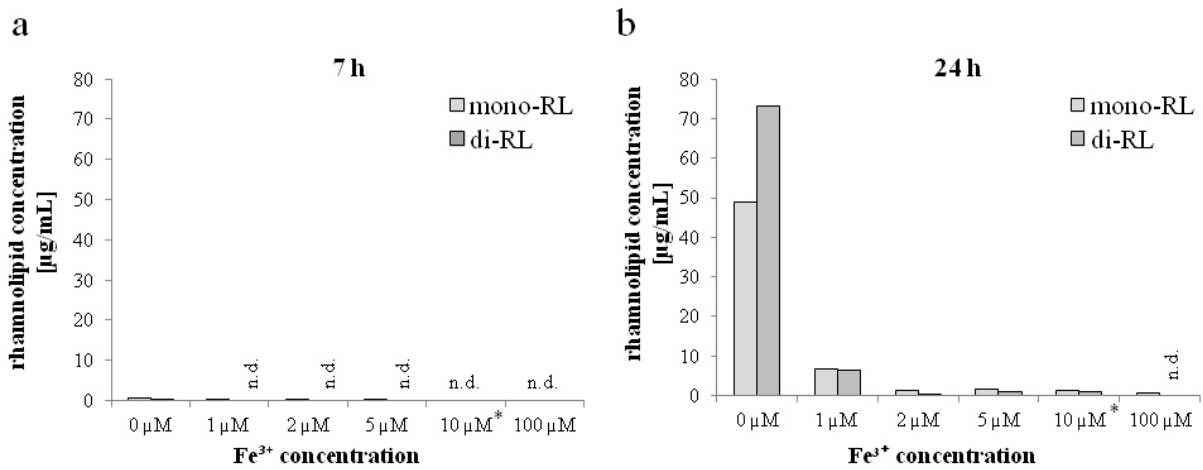 a
7 h
rhamnolipid concentration
[µg/mL]
80
70
60
50
40
30
20
10
0
mono-RL
di-RL
n.d.
n.d.
n.d.
n.d.
n.d.
0 µM
1 µM
2 µM
5 µM
10 µM*
100 µM
Fe³⁺ concentration
b
24 h
rhamnolipid concentration
[µg/mL]
80
70
60
50
40
30
20
10
0
mono-RL
di-RL
n.d.
0 µM
1 µM
2 µM
5 µM
10 µM*
100 µM
Fe³⁺ concentration